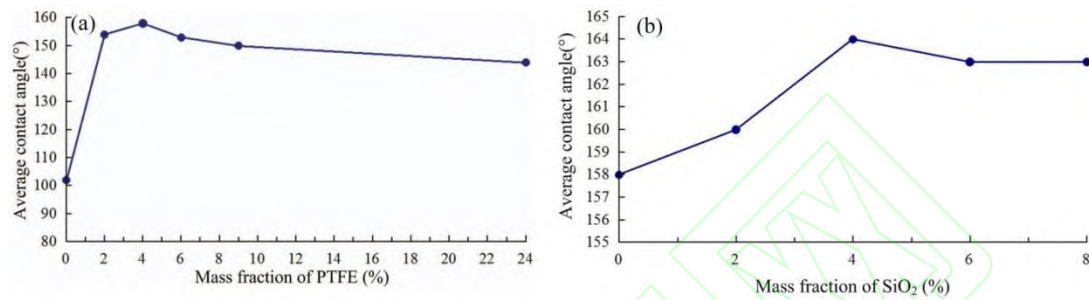 (a)
Average contact angle(°)
160
150
140
130
120
110
100
90
80
0 2 4 6 8 10 12 14 16 18 20 22 24
Mass fraction of PTFE (%)
(b)
Average contact angle(°)
165
164
163
162
161
160
159
158
157
156
155
0 2 4 6 8
Mass fraction of SiO₂ (%)